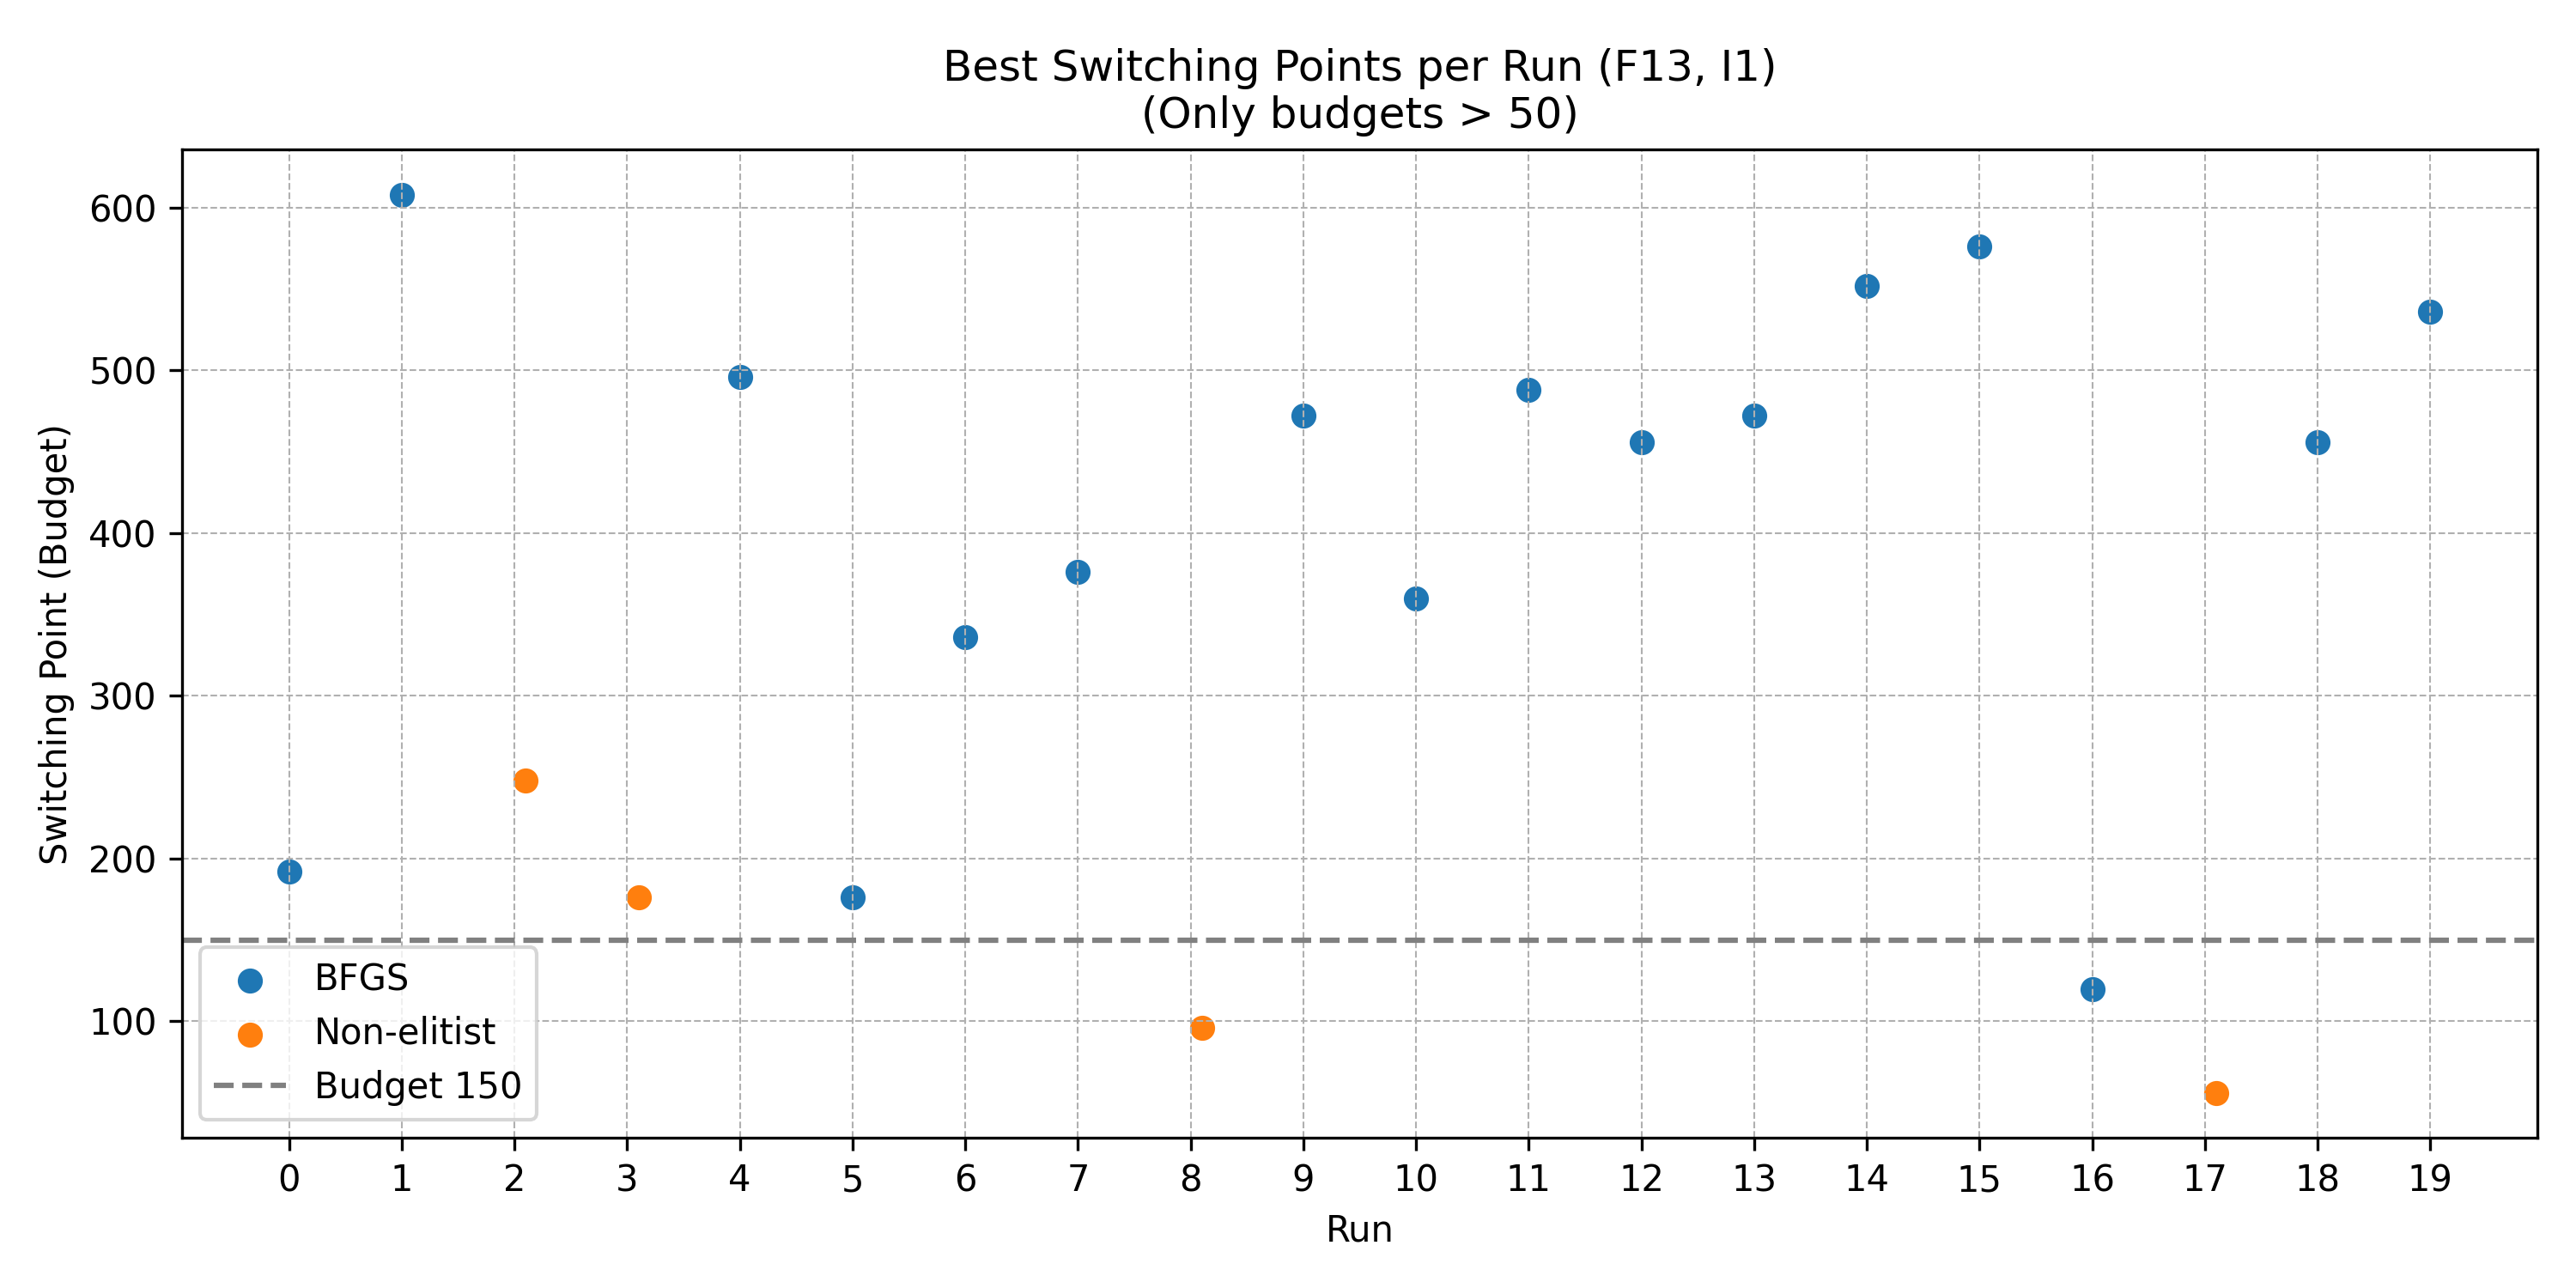 Best Switching Points per Run (F13, I1)
(Only budgets > 50)
Switching Point (Budget)
600
500
400
300
200
100
BFGS
Non-elitist
Budget 150
0 1 2 3 4 5 6 7 8 9 10 11 12 13 14 15 16 17 18 19
Run